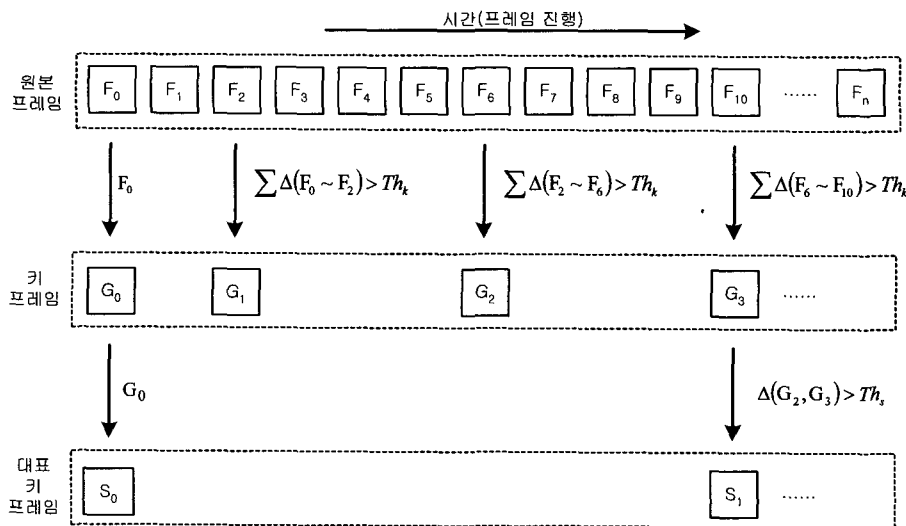 시간(프레임 진행)
원본
프레임
F₀ F₁ F₂ F₃ F₄ F₅ F₆ F₇ F₈ F₉ F₁₀ ...... Fₙ
F₀
∑Δ(F₀ ~ F₂) > Thₖ
∑Δ(F₂ ~ F₆) > Thₖ
∑Δ(F₆ ~ F₁₀) > Thₖ
키
프레임
G₀ G₁ G₂ G₃ ......
G₀
Δ(G₂, G₃) > Thₛ
대표
키
프레임
S₀ S₁ ......